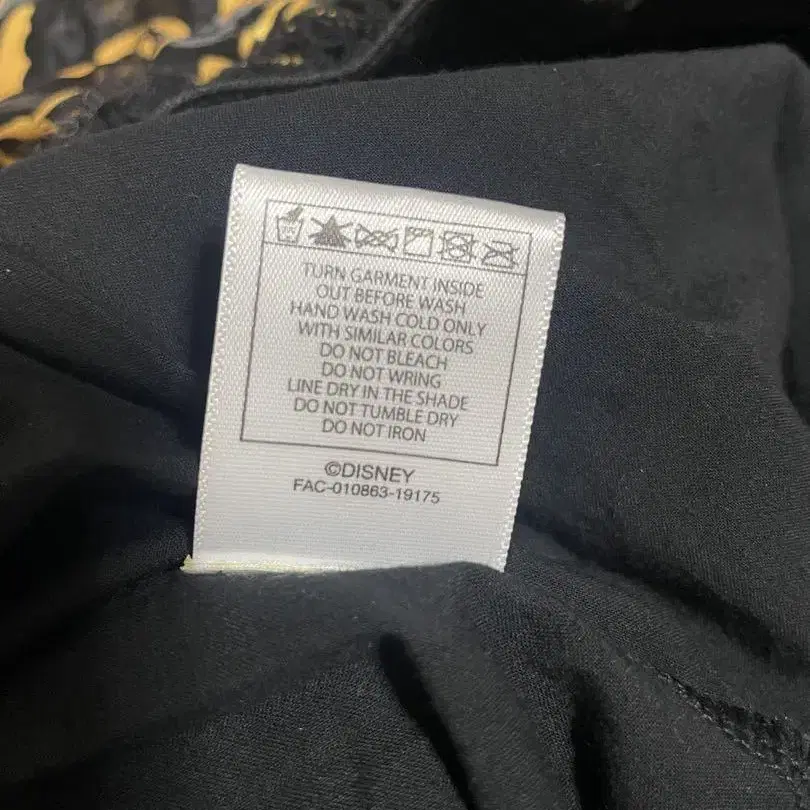 TURN GARMENT INSIDE
OUT BEFORE WASH
HAND WASH COLD ONLY
WITH SIMILAR COLORS
DO NOT BLEACH
DO NOT WRING
LINE DRY IN THE SHADE
DO NOT TUMBLE DRY
DO NOT IRON
©DISNEY
FAC-010863-19175